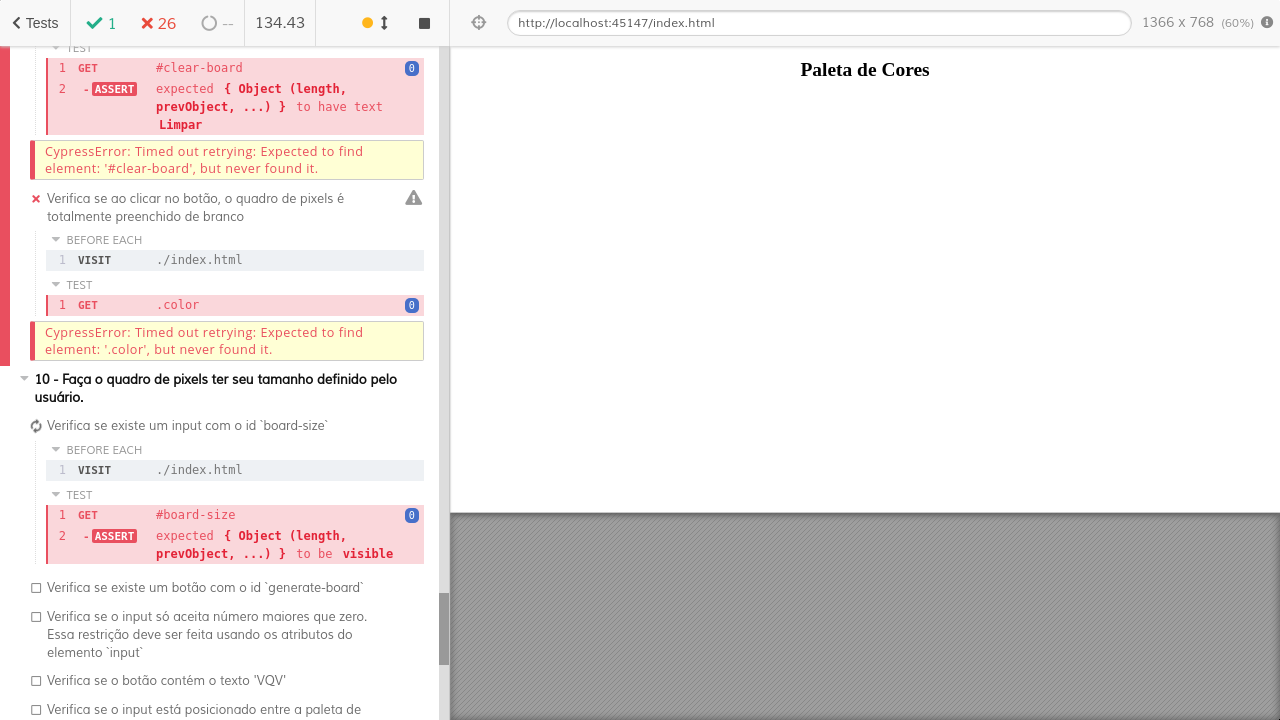 Tests 1 26 -- 134.43 http://localhost:45147/index.html 1366 x 768 (60%)
TEST
1 GET #clear-board 0
2 -ASSERT expected { Object (length,
prevObject, ...) } to have text
Limpar
CypressError: Timed out retrying: Expected to find
element: '#clear-board', but never found it.
Verifica se ao clicar no botão, o quadro de pixels é
totalmente preenchido de branco
BEFORE EACH
1 VISIT ./index.html
TEST
1 GET .color 0
CypressError: Timed out retrying: Expected to find
element: '.color', but never found it.
10 - Faça o quadro de pixels ter seu tamanho definido pelo
usuário.
Verifica se existe um input com o id `board-size`
BEFORE EACH
1 VISIT ./index.html
TEST
1 GET #board-size 0
2 -ASSERT expected { Object (length,
prevObject, ...) } to be visible
Verifica se existe um botão com o id `generate-board`
Verifica se o input só aceita número maiores que zero.
Essa restrição deve ser feita usando os atributos do
elemento `input`
Verifica se o botão contém o texto 'VQV'
Verifica se o input está posicionado entre a paleta de
Paleta de Cores